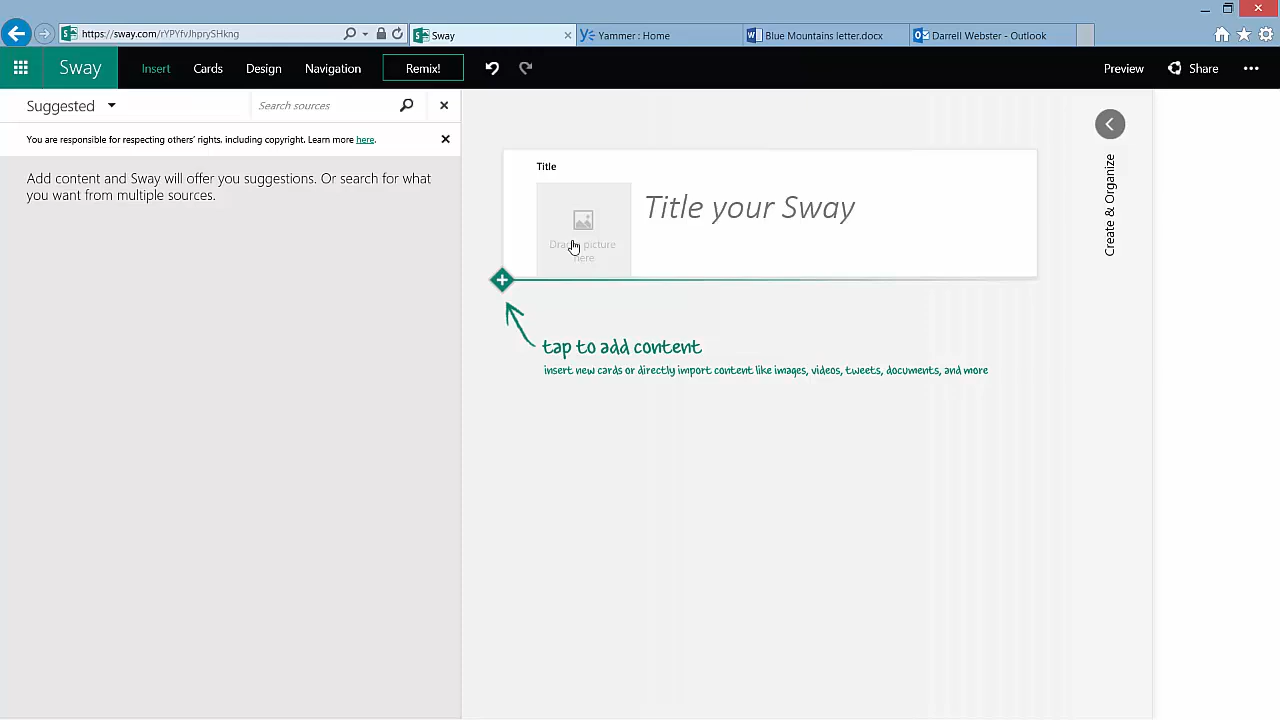 https://sway.com/rYPYfvJhprySHkng
Sway
Yammer : Home
Blue Mountains letter.docx
Darrell Webster - Outlook
Sway
Insert
Cards
Design
Navigation
Remix!
Preview
Share
Suggested
Search sources
You are responsible for respecting others' rights, including copyright. Learn more here.
Add content and Sway will offer you suggestions. Or search for what
you want from multiple sources.
Title
Title your Sway
picture
here
tap to add content
insert new cards or directly import content like images, videos, tweets, documents, and more
Create & Organize